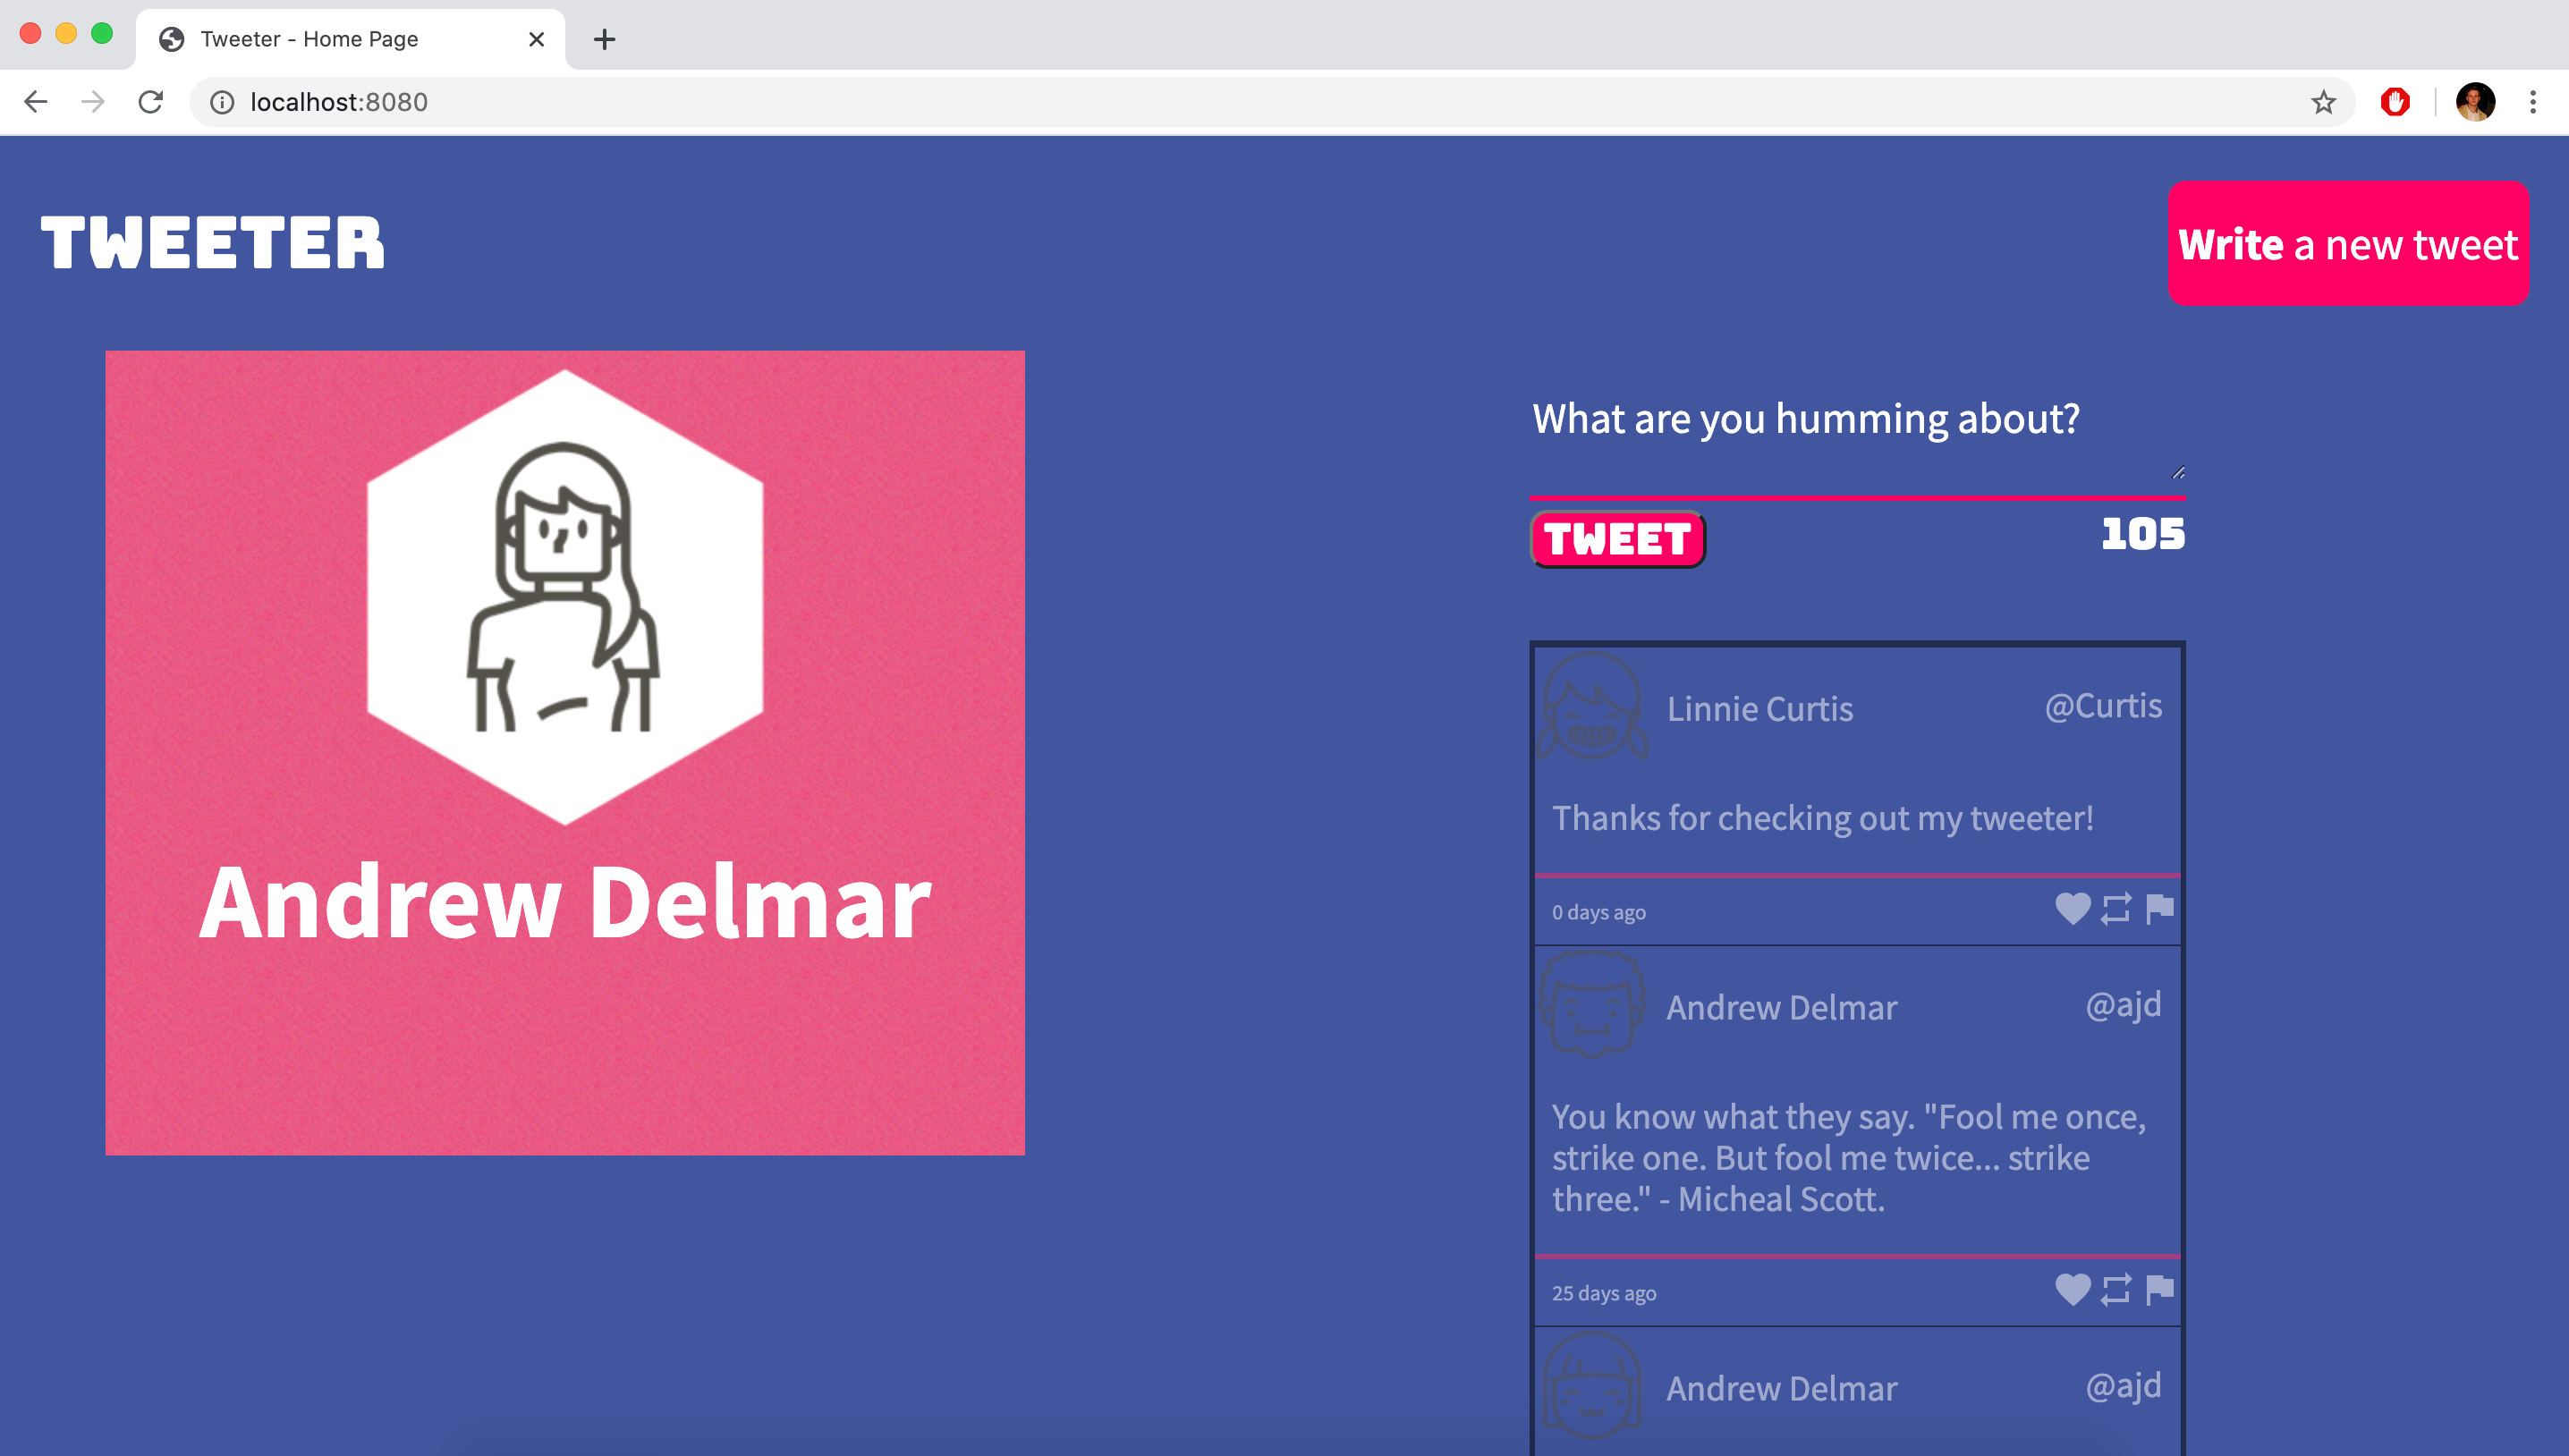 Tweeter - Home Page
localhost:8080
TWEETER
Write a new tweet
Andrew Delmar
What are you humming about?
TWEET
105
Linnie Curtis
@Curtis
Thanks for checking out my tweeter!
0 days ago
Andrew Delmar
@ajd
You know what they say. "Fool me once,
strike one. But fool me twice... strike
three." - Micheal Scott.
25 days ago
Andrew Delmar
@ajd